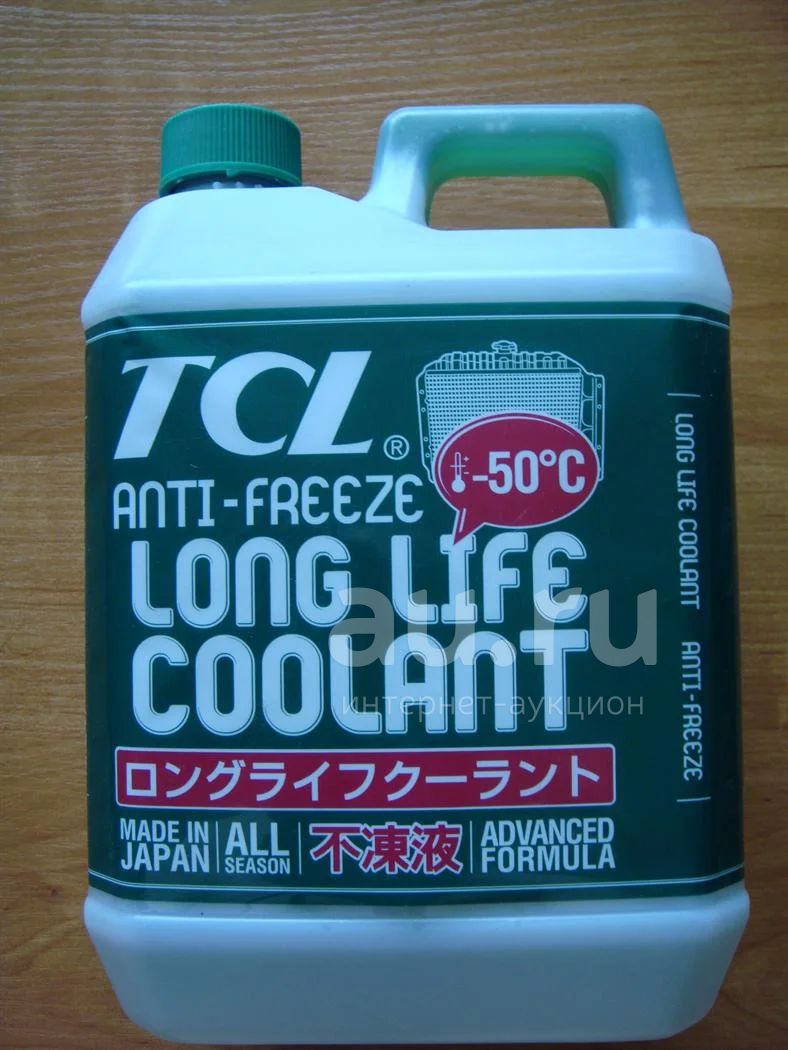 TCL®
-50°C
ANTI-FREEZE
LONG LIFE
COOLANT
ロングライフクーラント
MADE IN
JAPAN
ALL
SEASON
不凍液
ADVANCED
FORMULA
LONG LIFE COOLANT ANTI-FREEZE
au.ru
интернет-аукцион